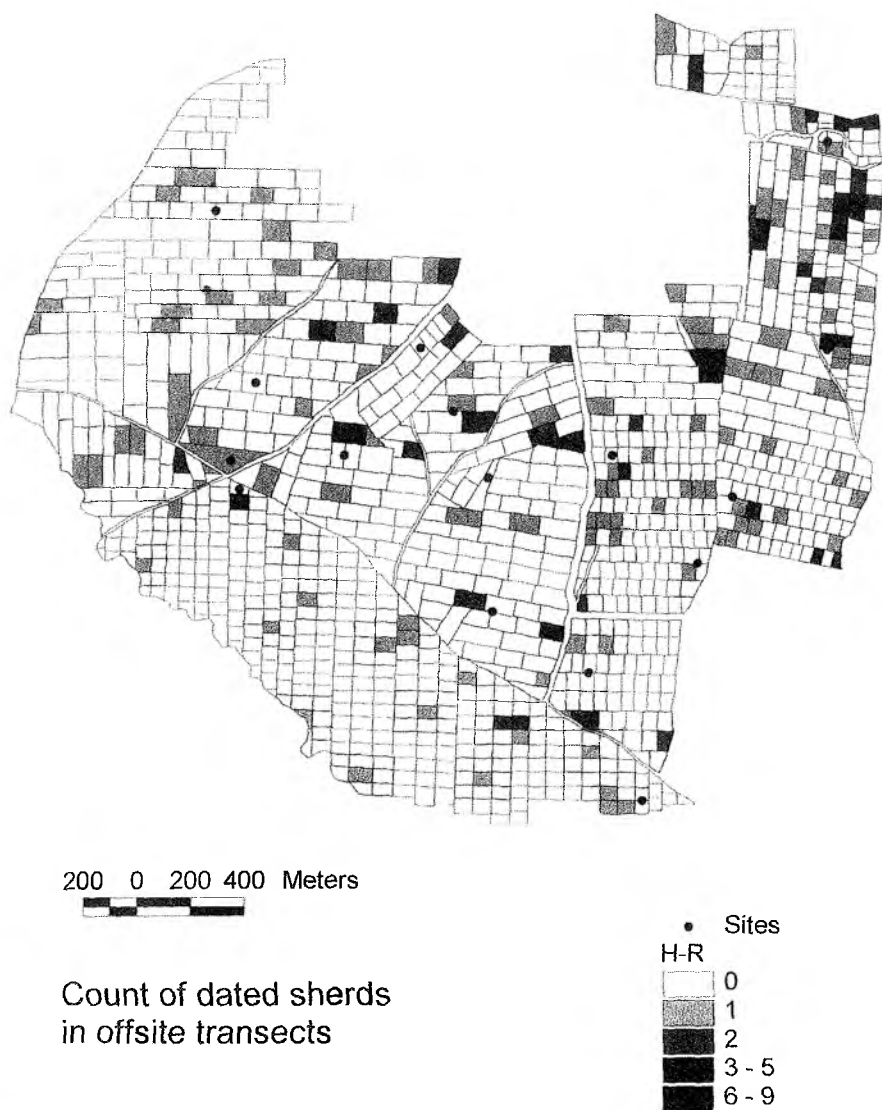 200 0 200 400 Meters
Count of dated sherds
in offsite transects
Sites
H-R
0
1
2
3 - 5
6 - 9